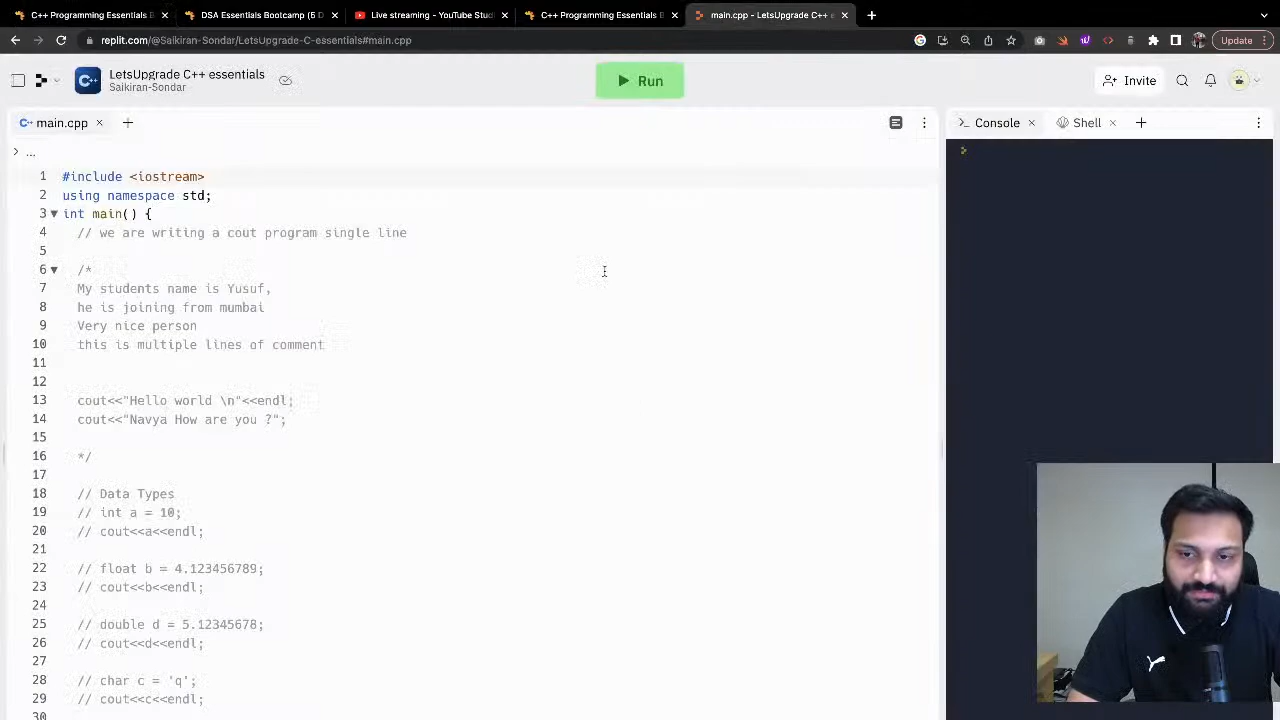 C++ Programming Essentials B
DSA Essentials Bootcamp (5 D
Live streaming - YouTube Stud
C++ Programming Essentials B
main.cpp - LetsUpgrade C++ e
replit.com/@Saikiran-Sondar/LetsUpgrade-C-essentials#main.cpp
Update
LetsUpgrade C++ essentials
Saikiran-Sondar
Run
Invite
main.cpp
Console
Shell
...
1 #include <iostream>
2 using namespace std;
3 int main() {
4 // we are writing a cout program single line
5
6 /*
7 My students name is Yusuf,
8 he is joining from mumbai
9 Very nice person
10 this is multiple lines of comment
11
12
13 cout<<"Hello world \n"<<endl;
14 cout<<"Navya How are you ?";
15
16 */
17
18 // Data Types
19 // int a = 10;
20 // cout<<a<<endl;
21
22 // float b = 4.123456789;
23 // cout<<b<<endl;
24
25 // double d = 5.12345678;
26 // cout<<d<<endl;
27
28 // char c = 'q';
29 // cout<<c<<endl;
30